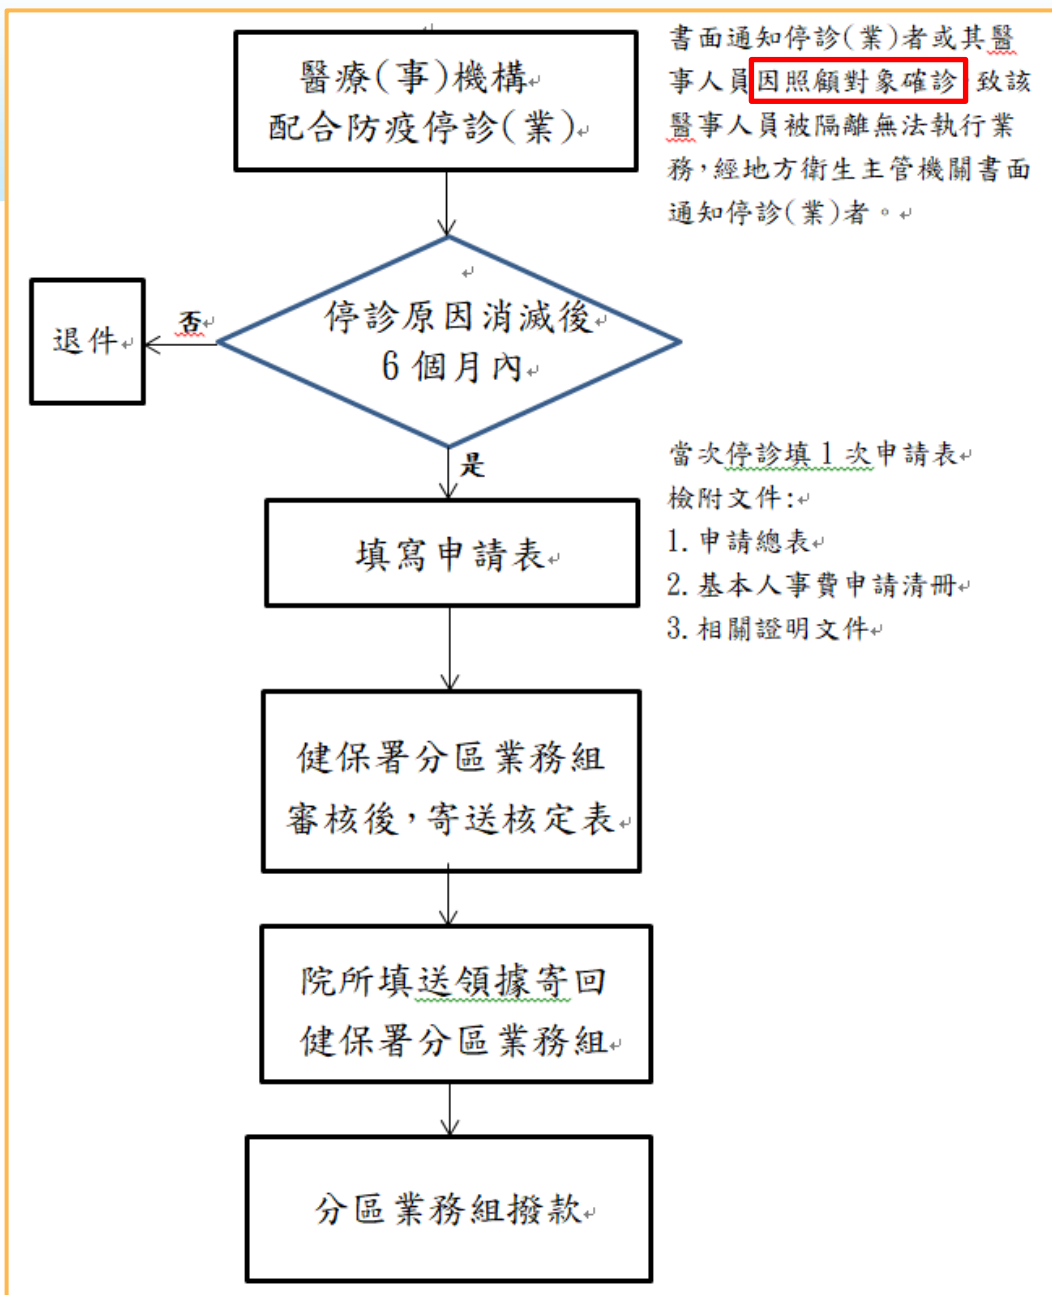 醫療(事)機構
配合防疫停診(業)
書面通知停診(業)者或其醫
事人員因照顧對象確診,致該
醫事人員被隔離無法執行業
務,經地方衛生主管機關書面
通知停診(業)者。
停診原因消滅後
6個月內
否
退件
是
當次停診填1次申請表
檢附文件:
1.申請總表
2.基本人事費申請清冊
3.相關證明文件
填寫申請表
健保署分區業務組
審核後,寄送核定表
院所填送領據寄回
健保署分區業務組
分區業務組撥款